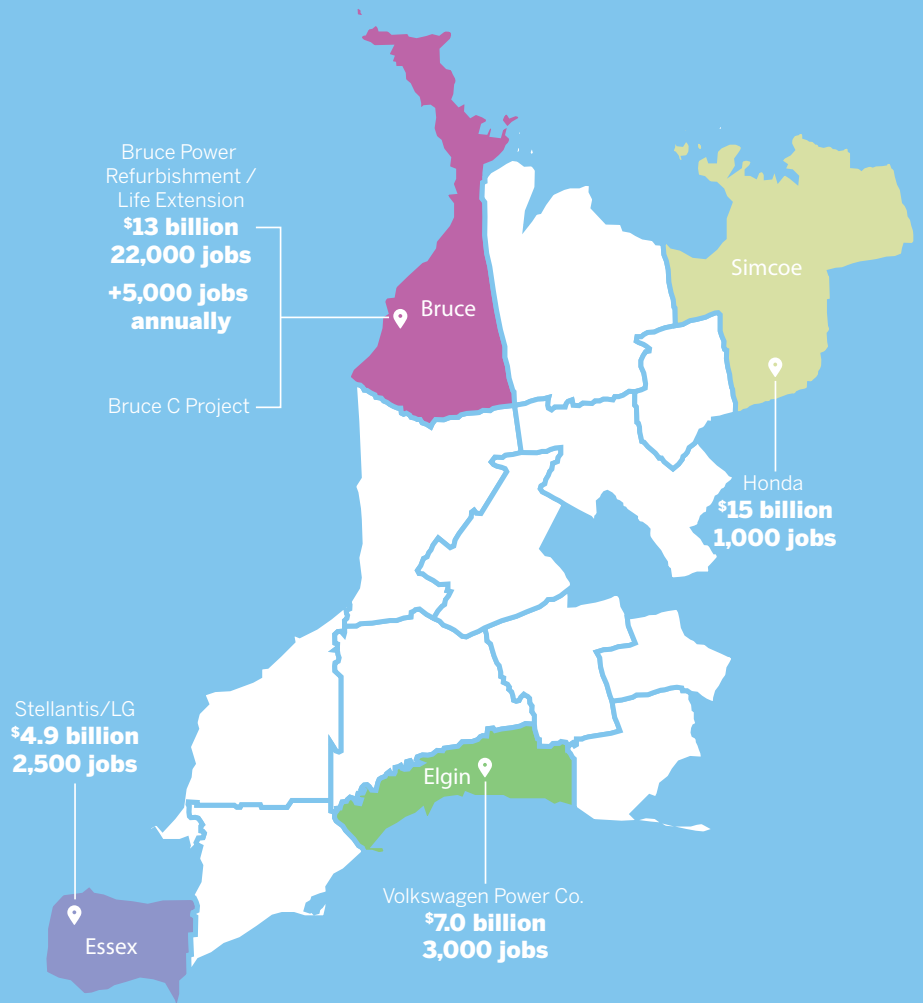 Bruce Power
Refurbishment /
Life Extension
$13 billion
22,000 jobs
+5,000 jobs
annually
Bruce C Project
Bruce
Simcoe
Honda
$15 billion
1,000 jobs
Stellantis/LG
$4.9 billion
2,500 jobs
Essex
Elgin
Volkswagen Power Co.
$7.0 billion
3,000 jobs